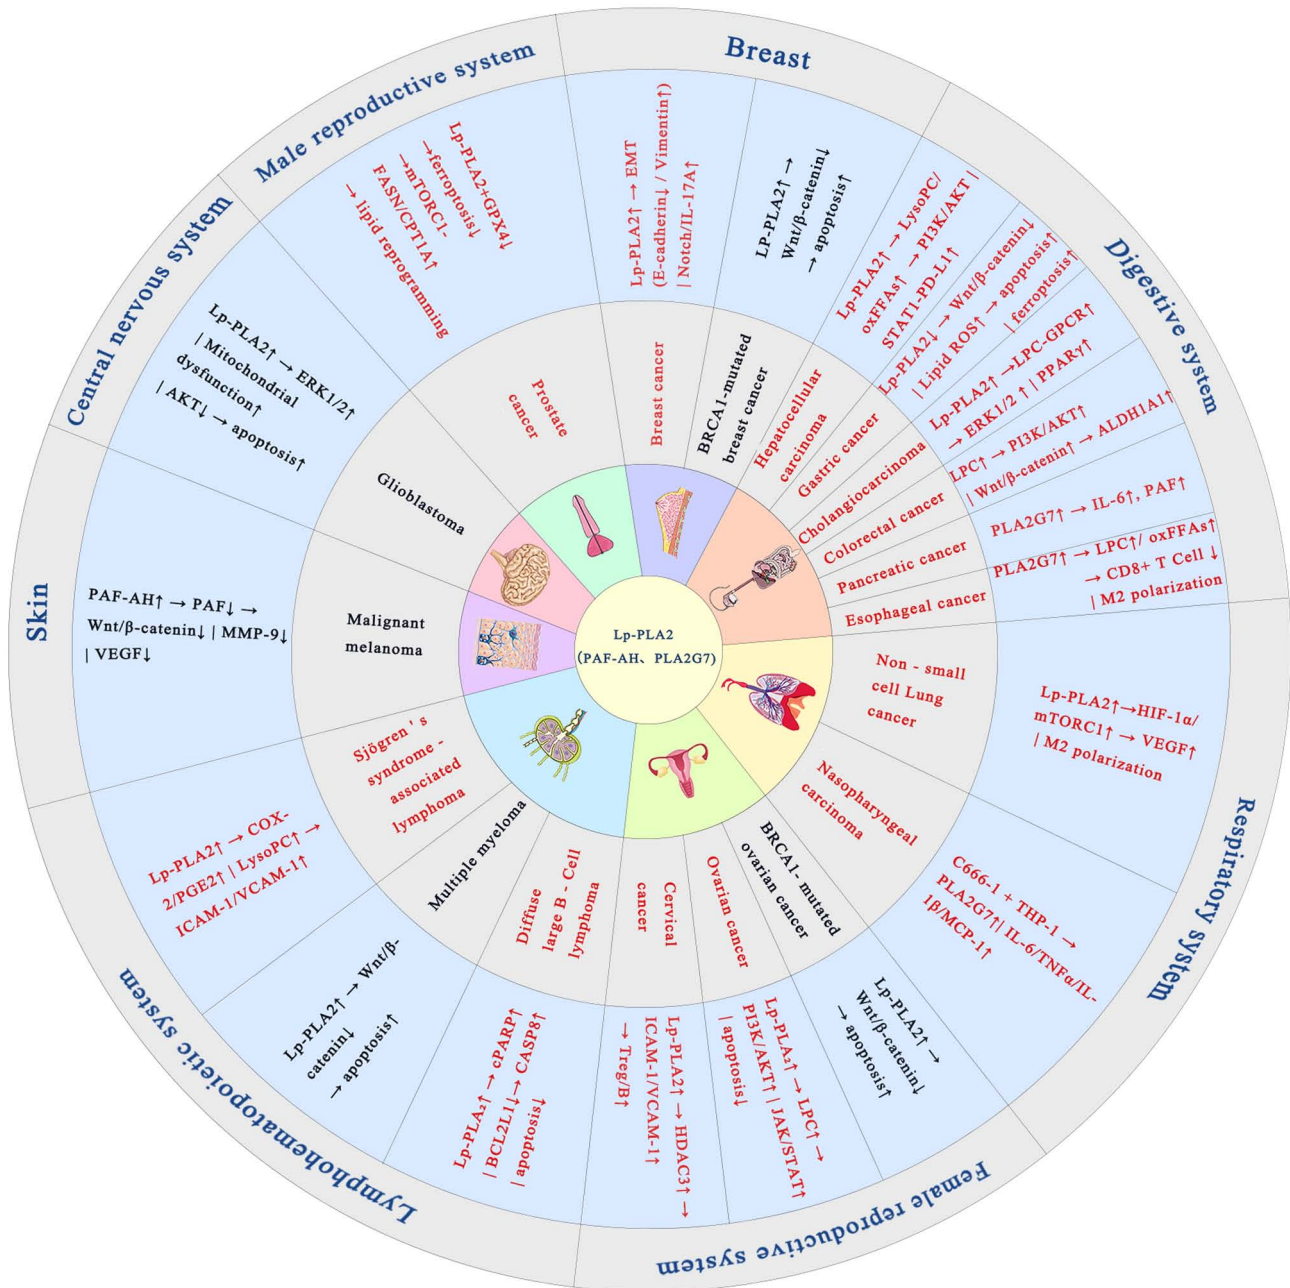 Lp-PLA2
(PAF-AH、PLA2G7)
Breast
Breast cancer
Lp-PLA2↑ → EMT
(E-cadherin↓ / Vimentin↑)
| Notch/IL-17A↑
BRCA1-mutated
breast cancer
LP-PLA2↑ →
Wnt/β-catenin↓
→ apoptosis↑
Digestive system
Hepatocellular
carcinoma
Lp-PLA2↑ → LysoPC/
oxFFAs↑ → PI3K/AKT |
STAT1-PD-L1↑
Gastric cancer
Lp-PLA2↓ → Wnt/β-catenin↓
| Lipid ROS↑ → apoptosis↑
| ferroptosis↑
Cholangiocarcinoma
Lp-PLA2↑ →LPC-GPCR↑
→ ERK1/2 ↑ | PPARγ↑
Colorectal cancer
LPC↑ → PI3K/AKT↑
| Wnt/β-catenin↑ → ALDH1A1↑
Pancreatic cancer
PLA2G7↑ → IL-6↑, PAF↑
Esophageal cancer
PLA2G7↑ → LPC↑/ oxFFAs↑
→ CD8+ T Cell ↓
| M2 polarization
Respiratory system
Non - small
cell Lung
cancer
Lp-PLA2↑→HIF-1α/
mTORC1↑ → VEGF↑
| M2 polarization
Nasopharyngeal
carcinoma
C666-1 + THP-1 →
PLA2G7↑| IL-6/TNFα/IL-
1β/MCP-1↑
Female reproductive system
BRCA1- mutated
ovarian cancer
Lp-PLA2↑ →
Wnt/β-catenin↓
→ apoptosis↑
Ovarian cancer
Lp-PLA₂↑ → LPC↑ →
PI3K/AKT↑ | JAK/STAT↑
| apoptosis↓
Cervical
cancer
Lp-PLA2↑ → HDAC3↑ →
ICAM-1/VCAM-1↑
→ Treg/B↑
Lymphohematopoietic system
Diffuse
large B - Cell
lymphoma
Lp-PLA₂↑ → cPARP↑
| BCL2L1↓→ CASP8↑
| apoptosis↓
Multiple myeloma
Lp-PLA2↑ → Wnt/β-
catenin↓
→ apoptosis↑
Sjögren's
syndrome -
associated
lymphoma
Lp-PLA2↑ → COX-
2/PGE2↑ | LysoPC↑ →
ICAM-1/VCAM-1↑
Skin
Malignant
melanoma
PAF-AH↑ → PAF↓ →
Wnt/β-catenin↓ | MMP-9↓
| VEGF↓
Central nervous system
Glioblastoma
Lp-PLA2↑ → ERK1/2↑
| Mitochondrial
dysfunction↑
| AKT↓ → apoptosis↑
Male reproductive system
Prostate
cancer
Lp-PLA2+GPX4↓
→ferroptosis↓
→mTORC1-
FASN/CPT1A↑
→ lipid reprogramming